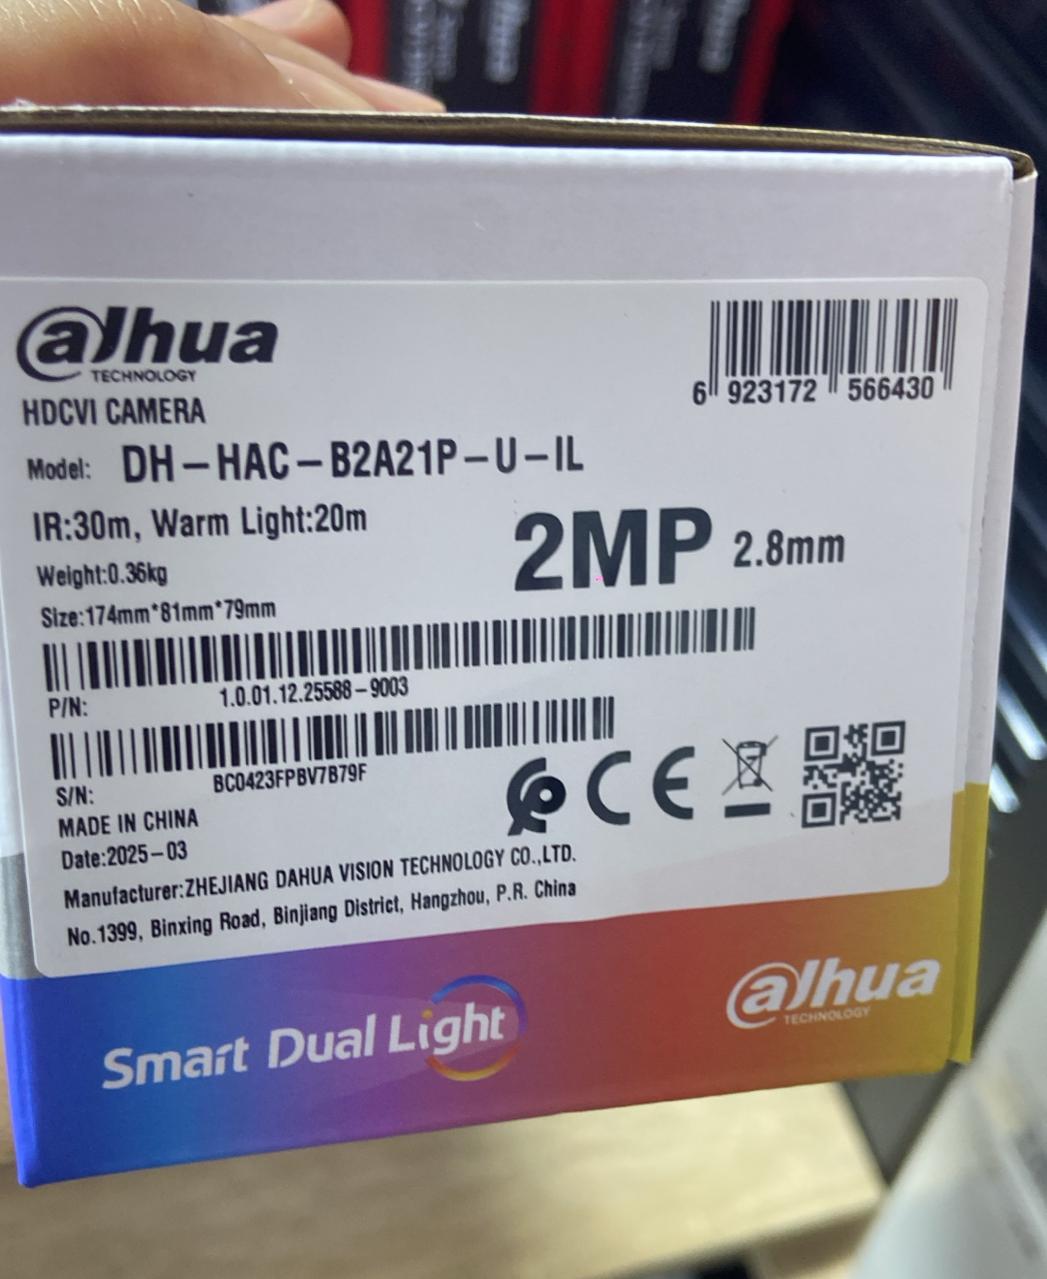 alhua
TECHNOLOGY
6 923172 566430
HDCVI CAMERA
Model: DH-HAC-B2A21P-U-IL
IR:30m, Warm Light:20m
2MP 2.8mm
Weight:0.36kg
Size:174mm*81mm*79mm
P/N: 1.0.01.12.25588-9003
S/N: BC0423FPBV7B79F
CE
MADE IN CHINA
Date:2025-03
Manufacturer:ZHEJIANG DAHUA VISION TECHNOLOGY CO.,LTD.
No.1399, Binxing Road, Binjiang District, Hangzhou, P.R. China
Smart Dual Light
alhua
TECHNOLOGY